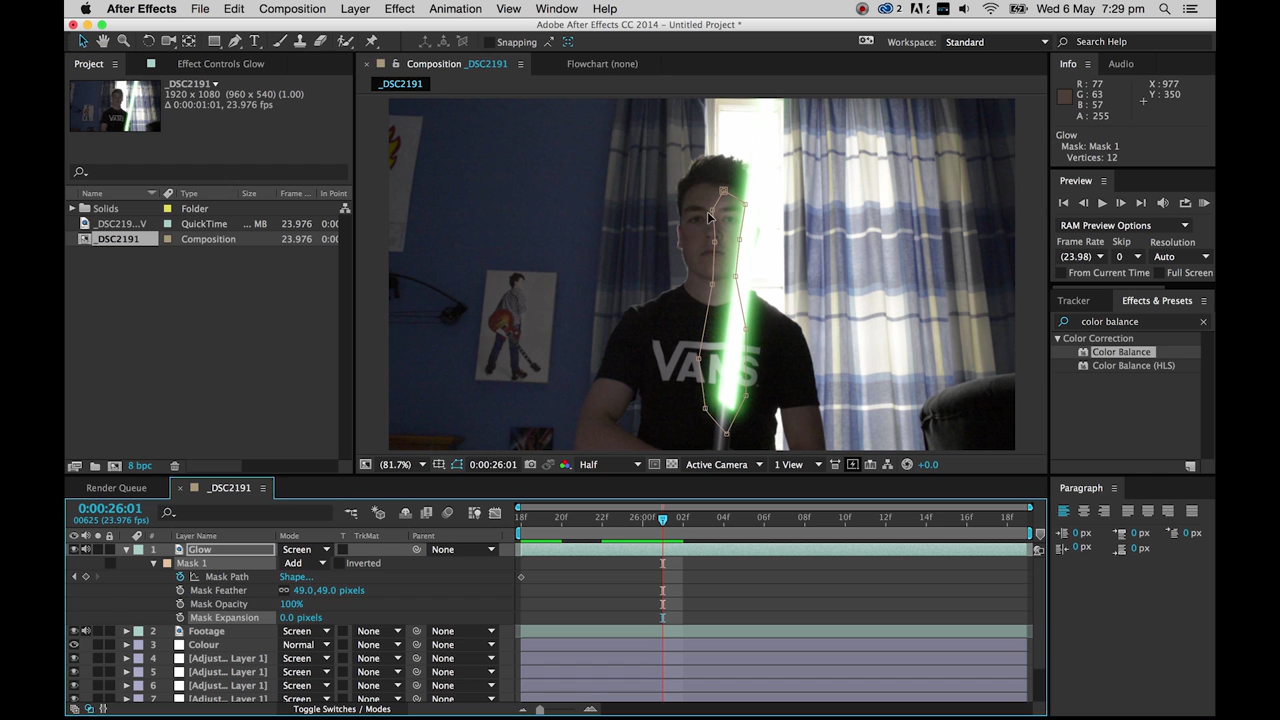 After Effects File Edit Composition Layer Effect Animation View Window Help 2 2 Wed 6 May 7:29 pm
Adobe After Effects CC 2014 - Untitled Project *
Snapping Workspace: Standard Search Help
Project Effect Controls Glow Composition _DSC2191 Flowchart (none) Info Audio
_DSC2191
_DSC2191
1920 x 1080 (960 x 540) (1.00)
Δ 0:00:01:01, 23.976 fps
R: 77 X: 977
G: 63 Y: 350
B: 57
A: 255
Glow
Mask: Mask 1
Vertices: 12
Preview
RAM Preview Options
Frame Rate Skip Resolution
(23.98) 0 Auto
From Current Time Full Screen
Tracker Effects & Presets
color balance
Color Correction
Color Balance
Color Balance (HLS)
Name Type Size Frame ... In Point
Solids Folder
_DSC219...V QuickTime ... MB 23.976 0:00
_DSC2191 Composition 23.976 0:00
VANS
8 bpc
(81.7%) 0:00:26:01 Half Active Camera 1 View +0.0
Render Queue _DSC2191 Paragraph
0:00:26:01
00625 (23.976 fps)
18f 20f 22f 26:00f 02f 04f 06f 08f 10f 12f 14f 16f 18f
0 px 0 px 0 px
0 px 0 px
# Layer Name Mode T TrkMat Parent
1 Glow Screen None
Mask 1 Add Inverted
Mask Path Shape...
Mask Feather 49.0,49.0 pixels
Mask Opacity 100%
Mask Expansion 0.0 pixels
2 Footage Screen None None
3 Colour Normal None None
4 [Adjust... Layer 1] Screen None None
5 [Adjust... Layer 1] Screen None None
6 [Adjust... Layer 1] Screen None None
7 [Adjust... Layer 1] Screen None None
Toggle Switches / Modes